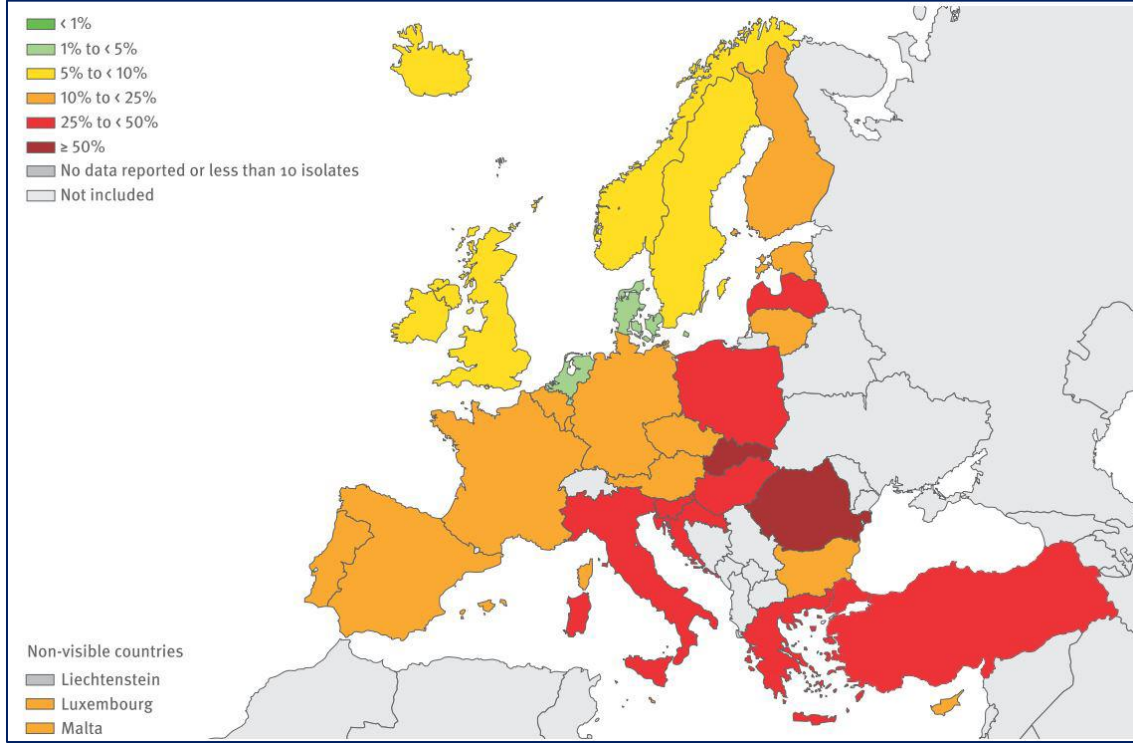 < 1%
1% to < 5%
5% to < 10%
10% to < 25%
25% to < 50%
≥ 50%
No data reported or less than 10 isolates
Not included
Non-visible countries
Liechtenstein
Luxembourg
Malta